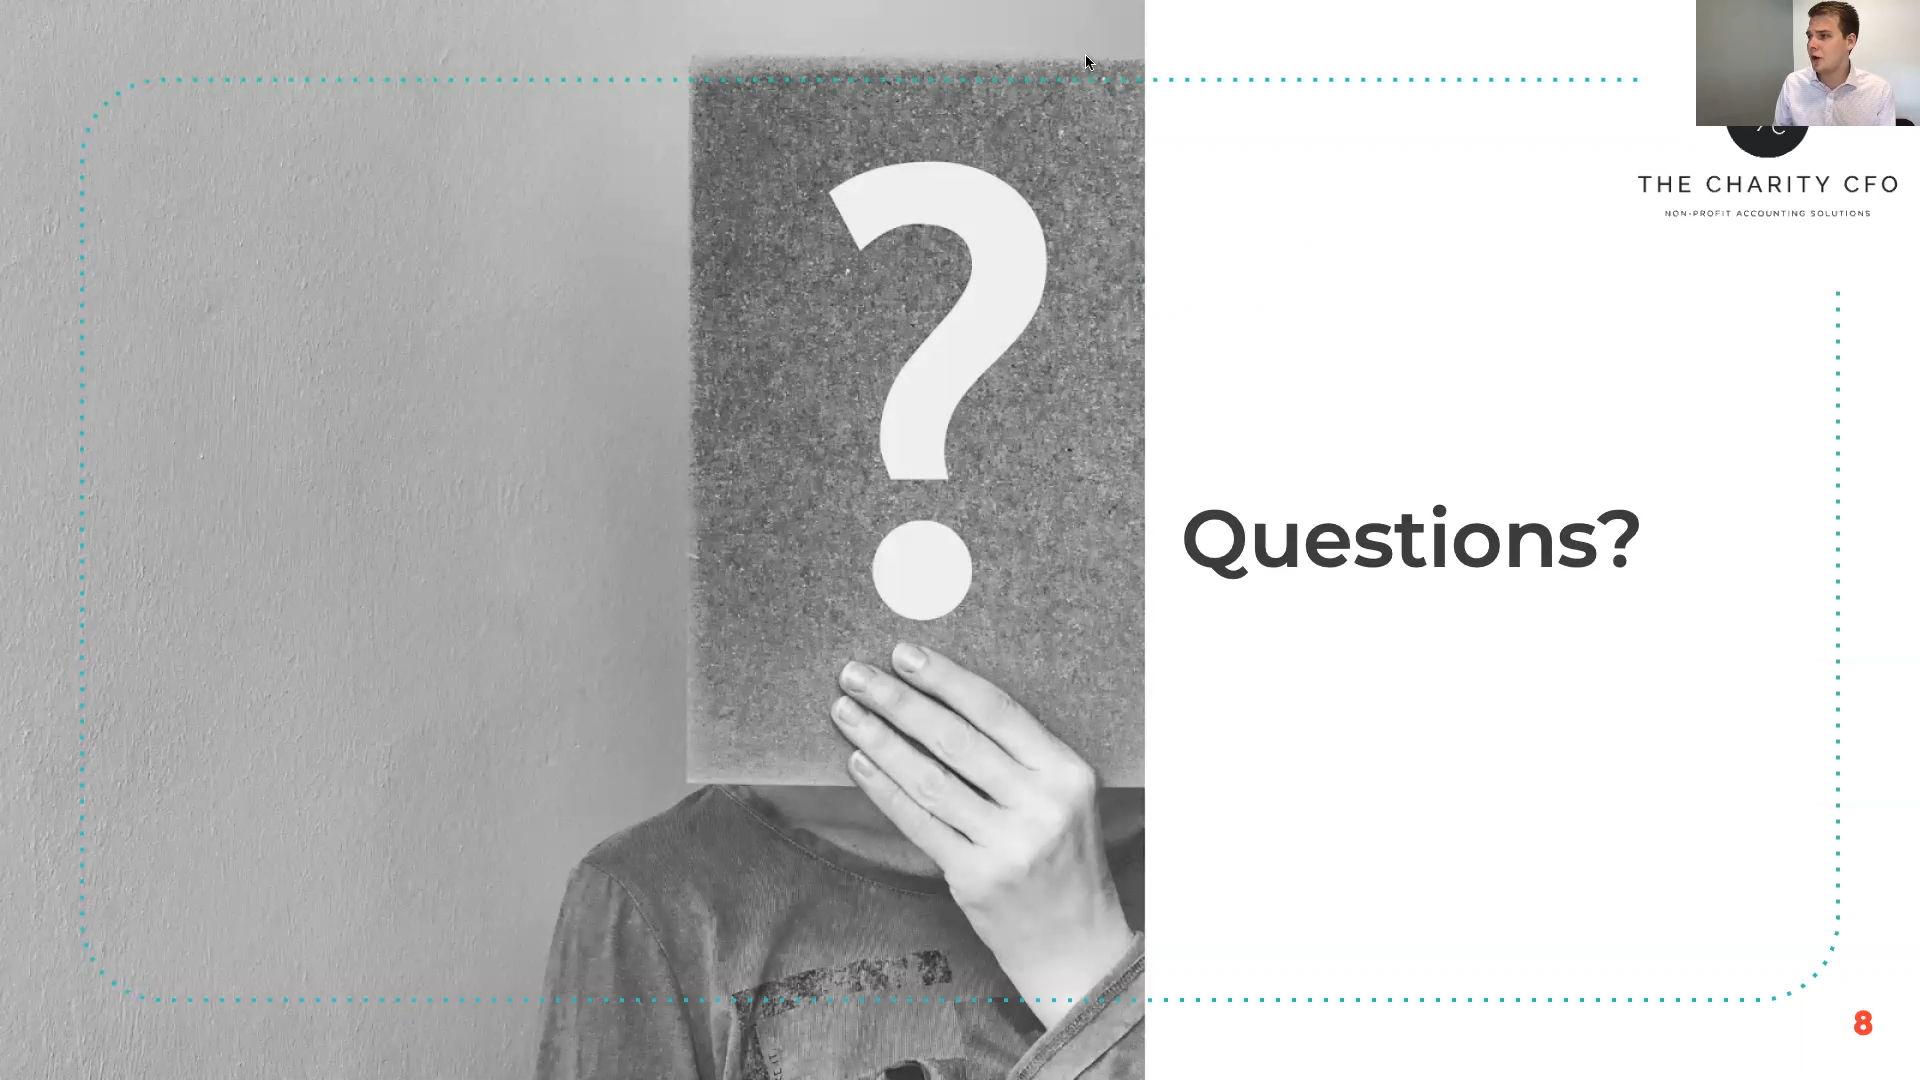 ?
THE CHARITY CFO
NON-PROFIT ACCOUNTING SOLUTIONS
Questions?
8